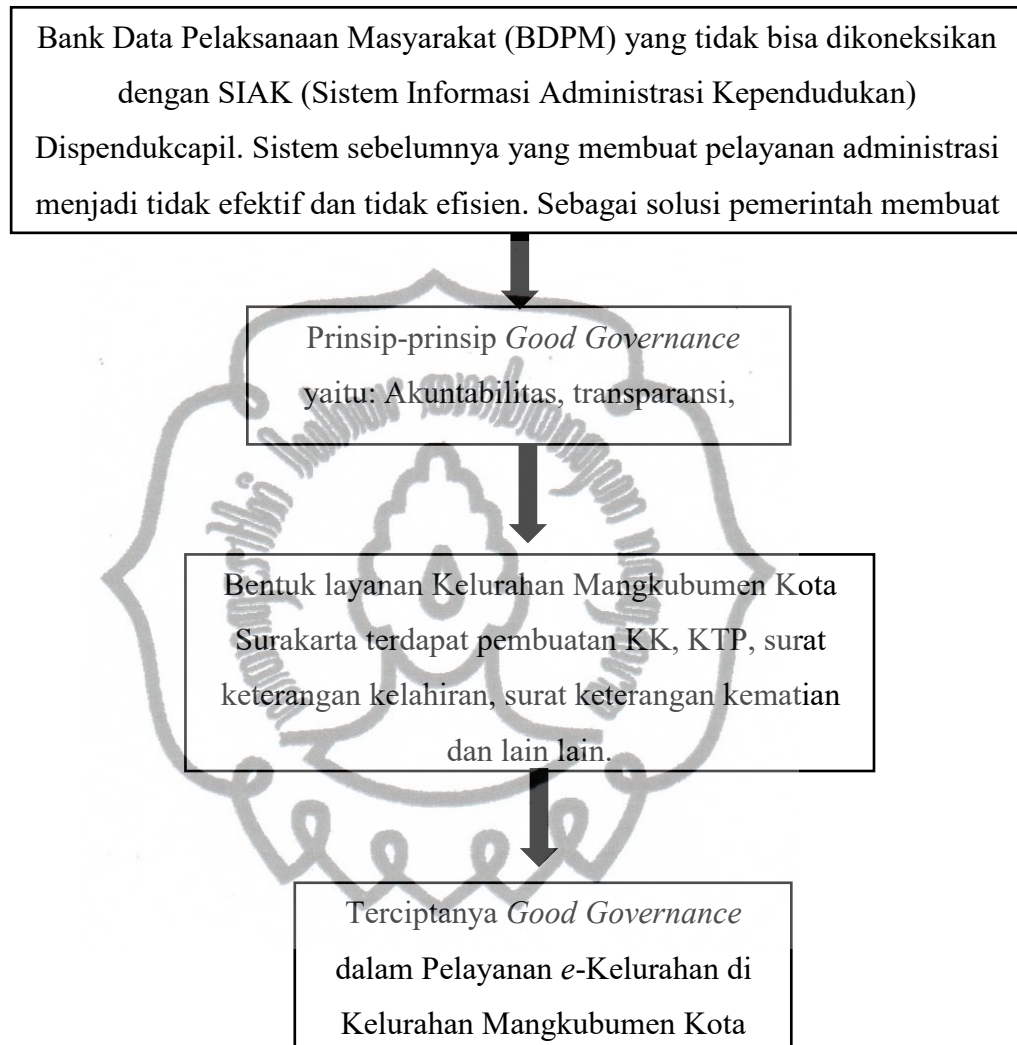 Bank Data Pelaksanaan Masyarakat (BDPM) yang tidak bisa dikoneksikan
dengan SIAK (Sistem Informasi Administrasi Kependudukan)
Dispendukcapil. Sistem sebelumnya yang membuat pelayanan administrasi
menjadi tidak efektif dan tidak efisien. Sebagai solusi pemerintah membuat
Prinsip-prinsip Good Governance
yaitu: Akuntabilitas, transparansi,
Bentuk layanan Kelurahan Mangkubumen Kota
Surakarta terdapat pembuatan KK, KTP, surat
keterangan kelahiran, surat keterangan kematian
dan lain lain.
Terciptanya Good Governance
dalam Pelayanan e-Kelurahan di
Kelurahan Mangkubumen Kota